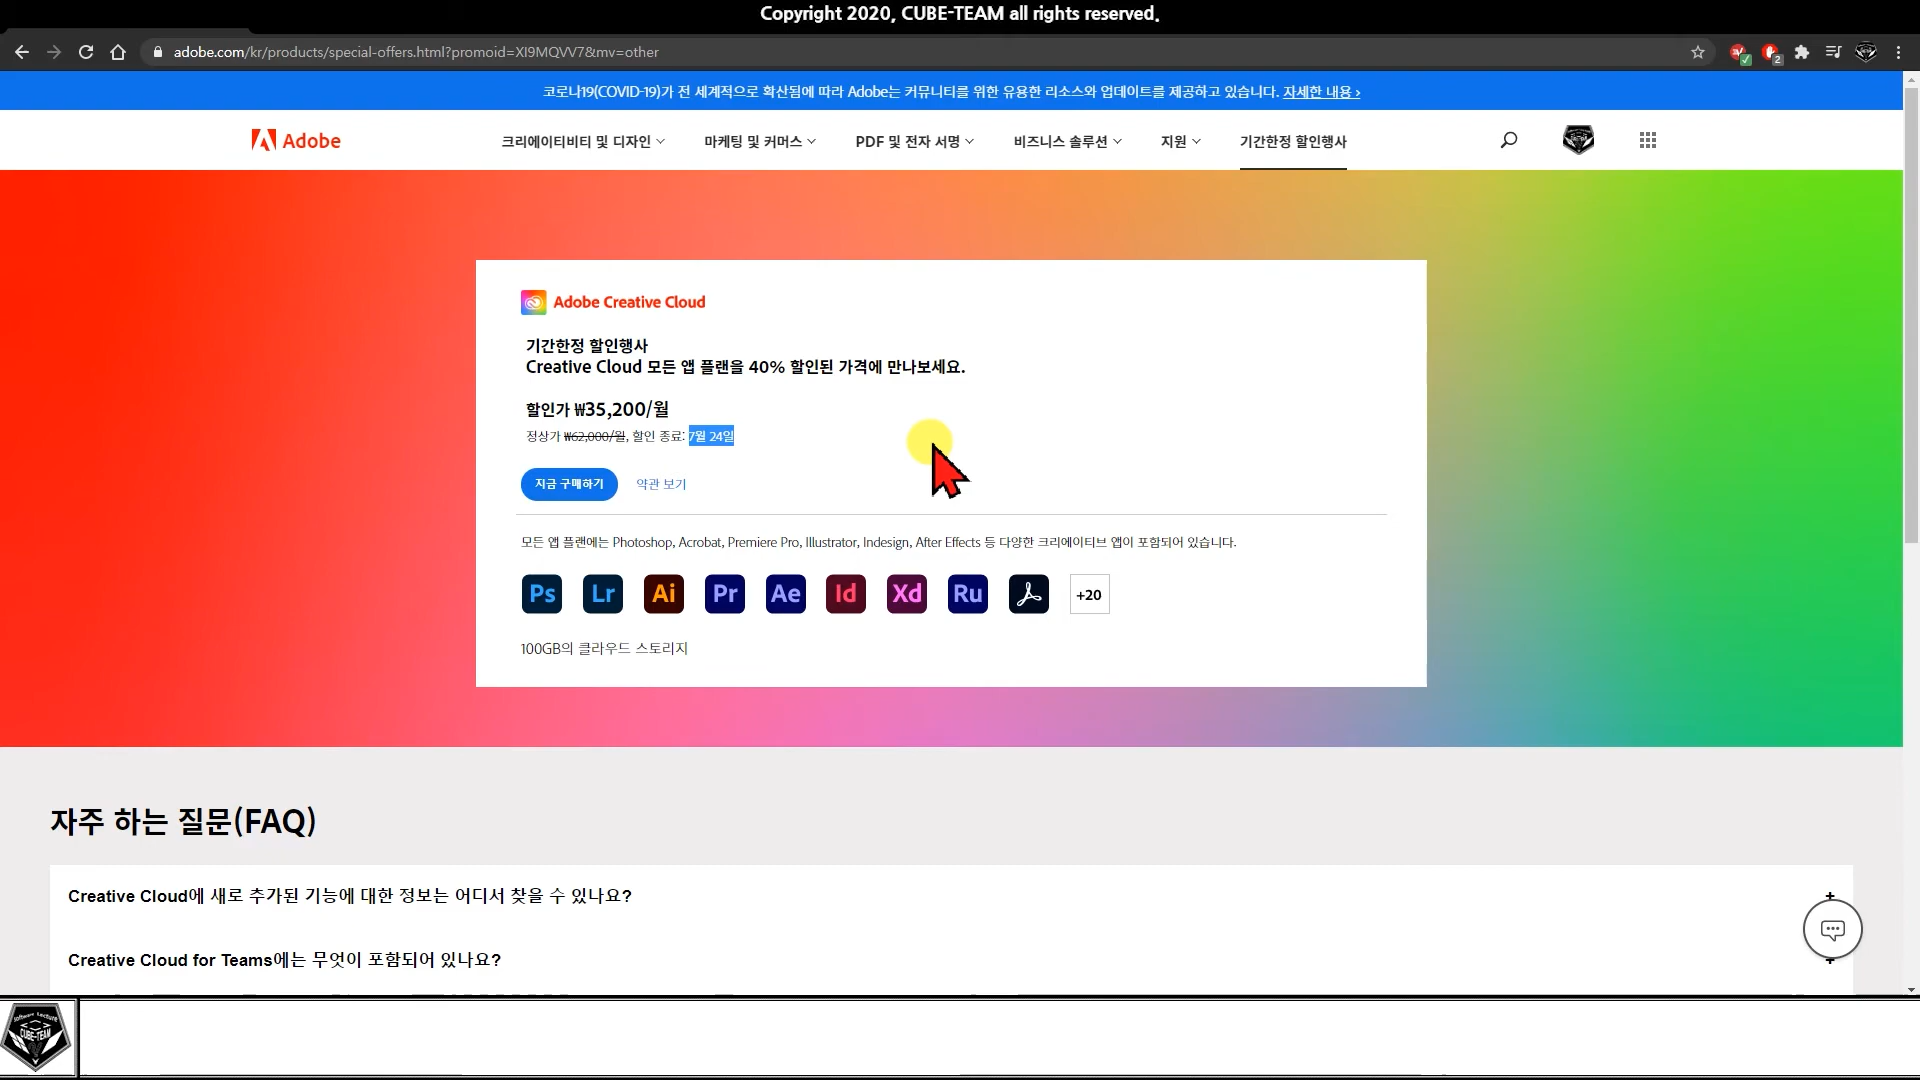 Copyright 2020, CUBE-TEAM all rights reserved.
adobe.com/kr/products/special-offers.html?promoid=XI9MQVV7&mv=other
2
코로나19(COVID-19)가 전 세계적으로 확산됨에 따라 Adobe는 커뮤니티를 위한 유용한 리소스와 업데이트를 제공하고 있습니다. 자세한 내용 ›
Adobe 크리에이티비티 및 디자인 마케팅 및 커머스 PDF 및 전자 서명 비즈니스 솔루션 지원 기간한정 할인행사
Adobe Creative Cloud
기간한정 할인행사
Creative Cloud 모든 앱 플랜을 40% 할인된 가격에 만나보세요.
할인가 ₩35,200/월
정상가 ₩62,000/월, 할인 종료: 7월 24일
지금 구매하기 약관 보기
모든 앱 플랜에는 Photoshop, Acrobat, Premiere Pro, Illustrator, Indesign, After Effects 등 다양한 크리에이티브 앱이 포함되어 있습니다.
Ps Lr Ai Pr Ae Id Xd Ru +20
100GB의 클라우드 스토리지
자주 하는 질문(FAQ)
Creative Cloud에 새로 추가된 기능에 대한 정보는 어디서 찾을 수 있나요? +
Creative Cloud for Teams에는 무엇이 포함되어 있나요? +
Software Lecture
CUBE-TEAM